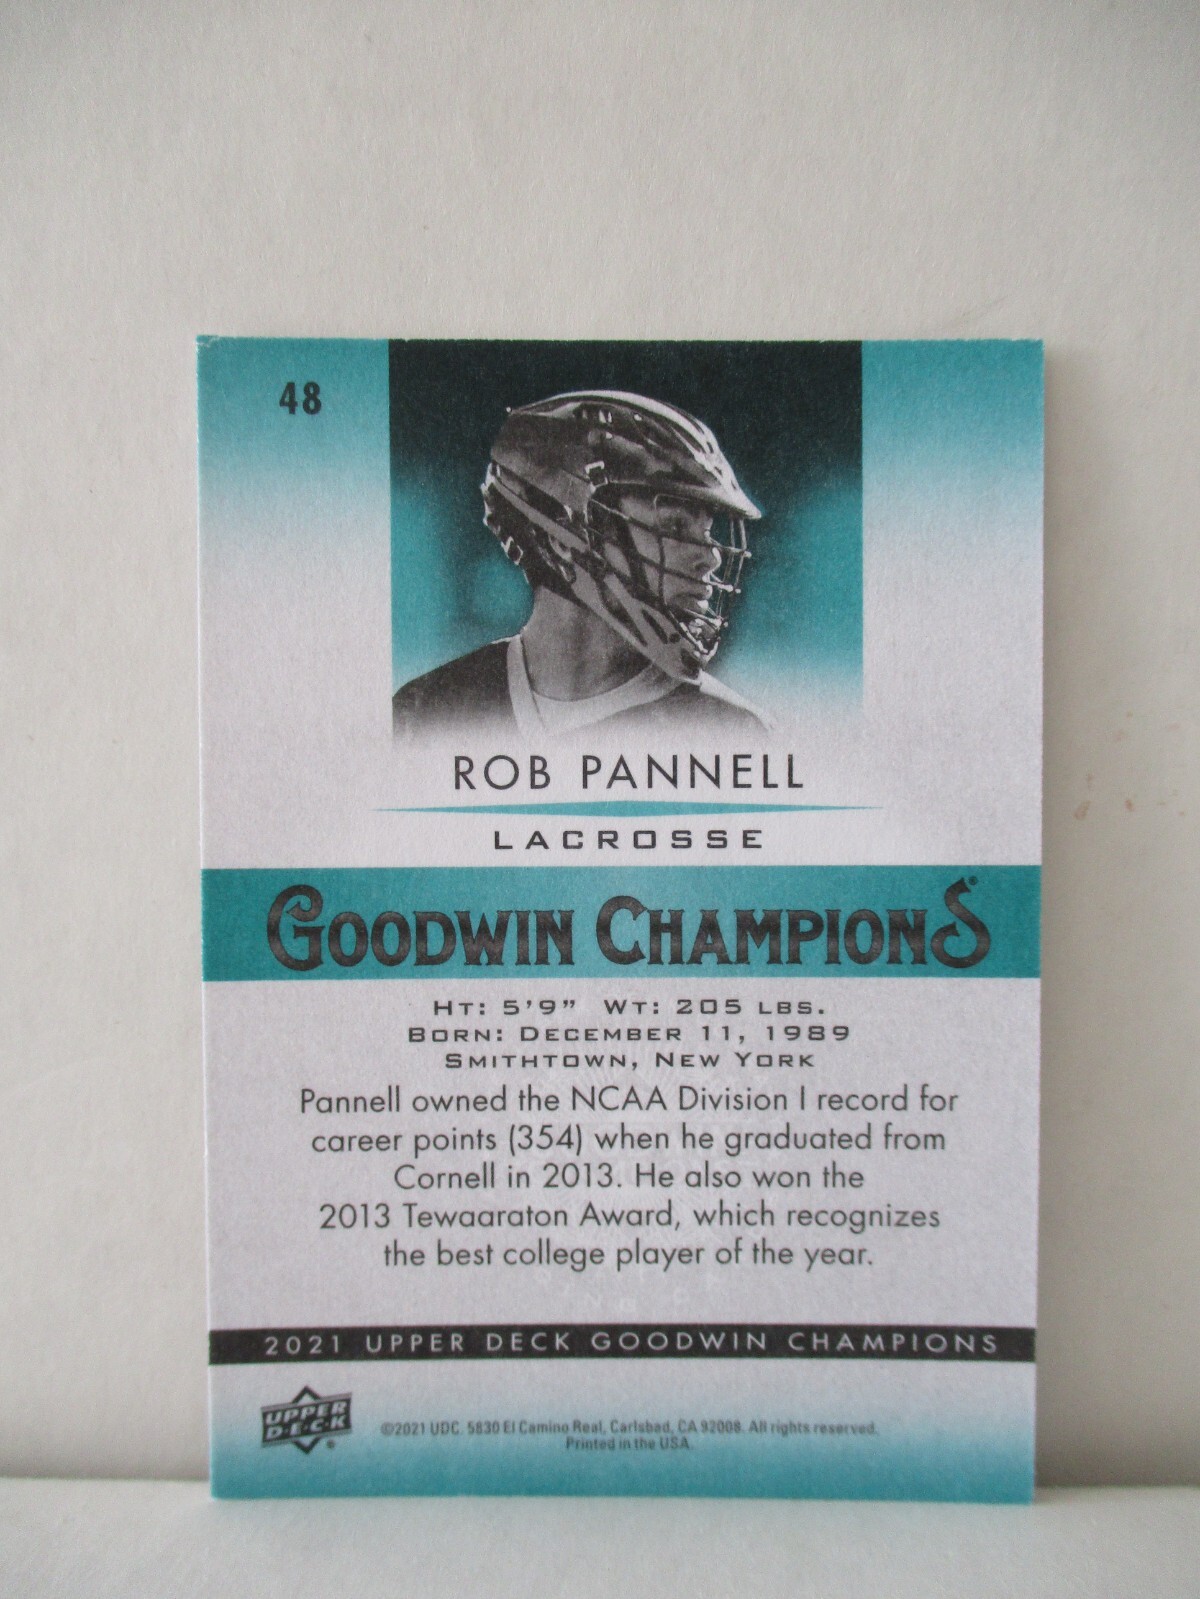 48
ROB PANNELL
LACROSSE
GOODWIN CHAMPIONS®
HT: 5'9" WT: 205 LBS.
BORN: DECEMBER 11, 1989
SMITHTOWN, NEW YORK
Pannell owned the NCAA Division I record for
career points (354) when he graduated from
Cornell in 2013. He also won the
2013 Tewaaraton Award, which recognizes
the best college player of the year.
2021 UPPER DECK GOODWIN CHAMPIONS
UPPER
D·E·C·K®
©2021 UDC. 5830 El Camino Real, Carlsbad, CA 92008. All rights reserved.
Printed in the USA.